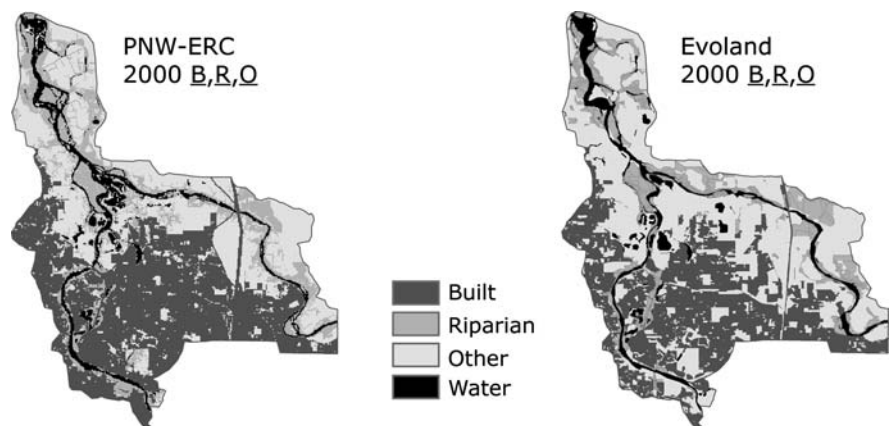 PNW-ERC
2000 B,R,O
Evoland
2000 B,R,O
Built
Riparian
Other
Water